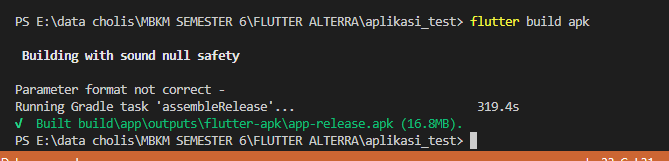 PS E:\data cholis\MBKM SEMESTER 6\FLUTTER ALTERRA\aplikasi_test> flutter build apk
Building with sound null safety
Parameter format not correct -
Running Gradle task 'assembleRelease'... 319.4s
√ Built build\app\outputs\flutter-apk\app-release.apk (16.8MB).
PS E:\data cholis\MBKM SEMESTER 6\FLUTTER ALTERRA\aplikasi_test>